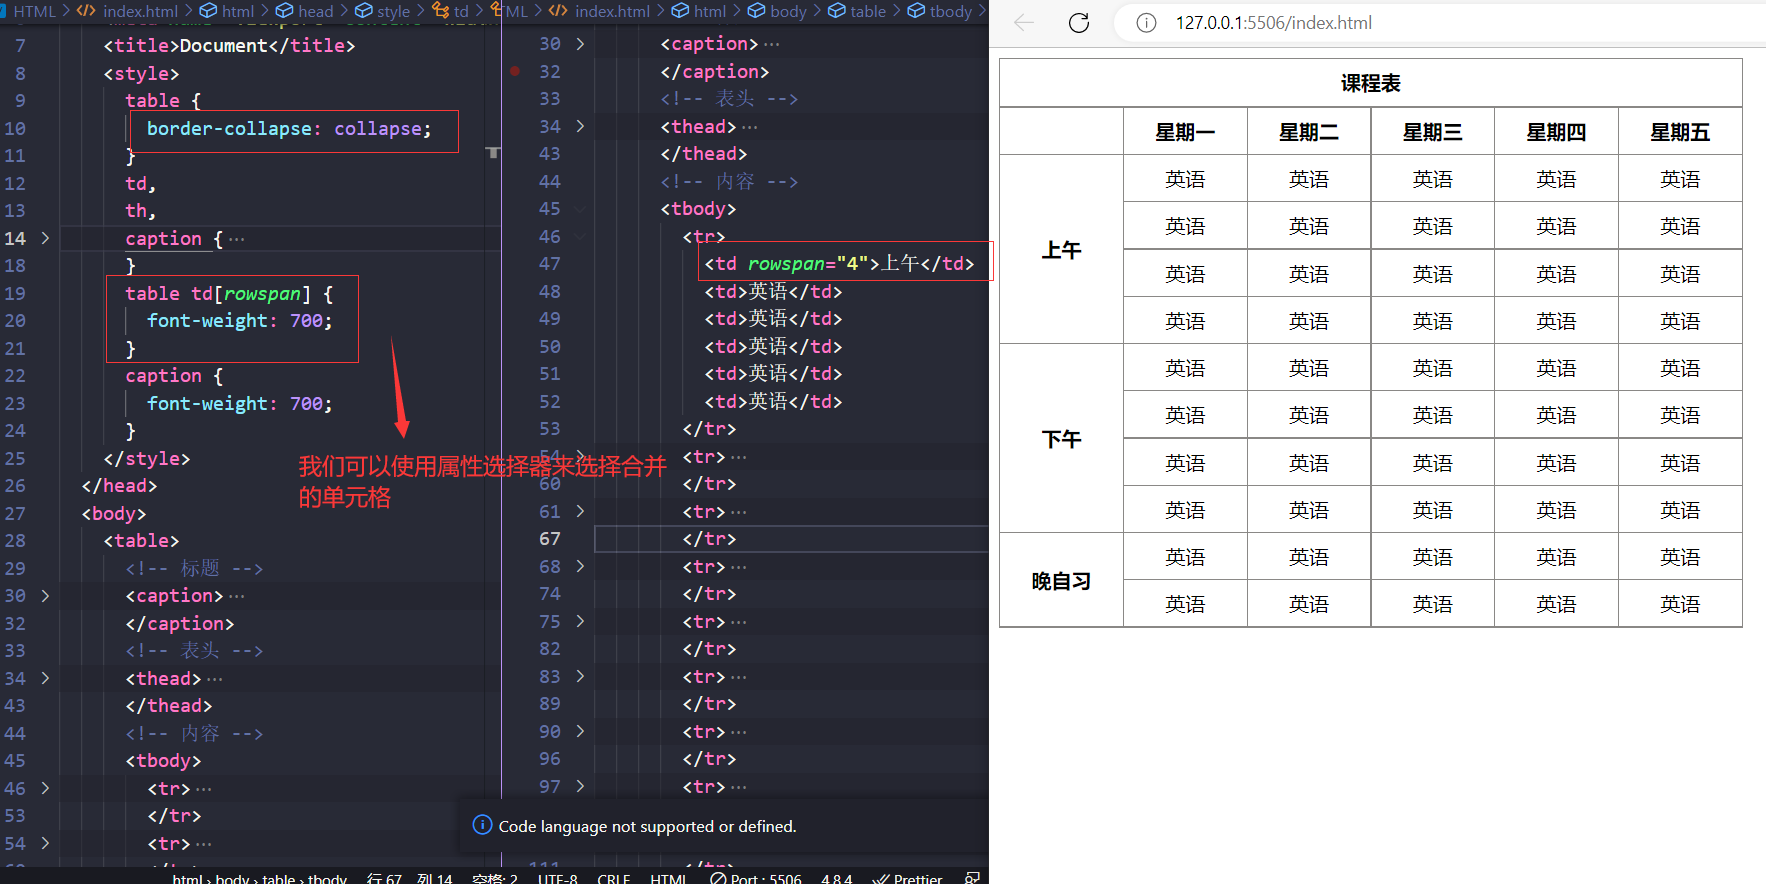 HTML > index.html > html > head > style > td >
7 <title>Document</title>
8 <style>
9 table {
10 border-collapse: collapse;
11 }
12 td,
13 th,
14 caption {···
18 }
19 table td[rowspan] {
20 font-weight: 700;
21 }
22 caption {
23 font-weight: 700;
24 }
25 </style>
26 </head>
27 <body>
28 <table>
29 <!-- 标题 -->
30 <caption>···
32 </caption>
33 <!-- 表头 -->
34 <thead>···
43 </thead>
44 <!-- 内容 -->
45 <tbody>
46 <tr>···
53 </tr>
54 <tr>···
我们可以使用属性选择器来选择合并
的单元格
TML > index.html > html > body > table > tbody >
30 <caption>···
32 </caption>
33 <!-- 表头 -->
34 <thead>···
43 </thead>
44 <!-- 内容 -->
45 <tbody>
46 <tr>
47 <td rowspan="4">上午</td>
48 <td>英语</td>
49 <td>英语</td>
50 <td>英语</td>
51 <td>英语</td>
52 <td>英语</td>
53 </tr>
54 <tr>···
60 </tr>
61 <tr>···
67 </tr>
68 <tr>···
74 </tr>
75 <tr>···
82 </tr>
83 <tr>···
89 </tr>
90 <tr>···
96 </tr>
97 <tr>···
Code language not supported or defined.
111 </tr>
html › body › table › tbody 行 67, 列 14 空格: 2 UTF-8 CRLF HTML Port : 5506 4.8.4 Prettier
127.0.0.1:5506/index.html
课程表
星期一 星期二 星期三 星期四 星期五
上午 英语 英语 英语 英语 英语
英语 英语 英语 英语 英语
英语 英语 英语 英语 英语
英语 英语 英语 英语 英语
下午 英语 英语 英语 英语 英语
英语 英语 英语 英语 英语
英语 英语 英语 英语 英语
英语 英语 英语 英语 英语
晚自习 英语 英语 英语 英语 英语
英语 英语 英语 英语 英语